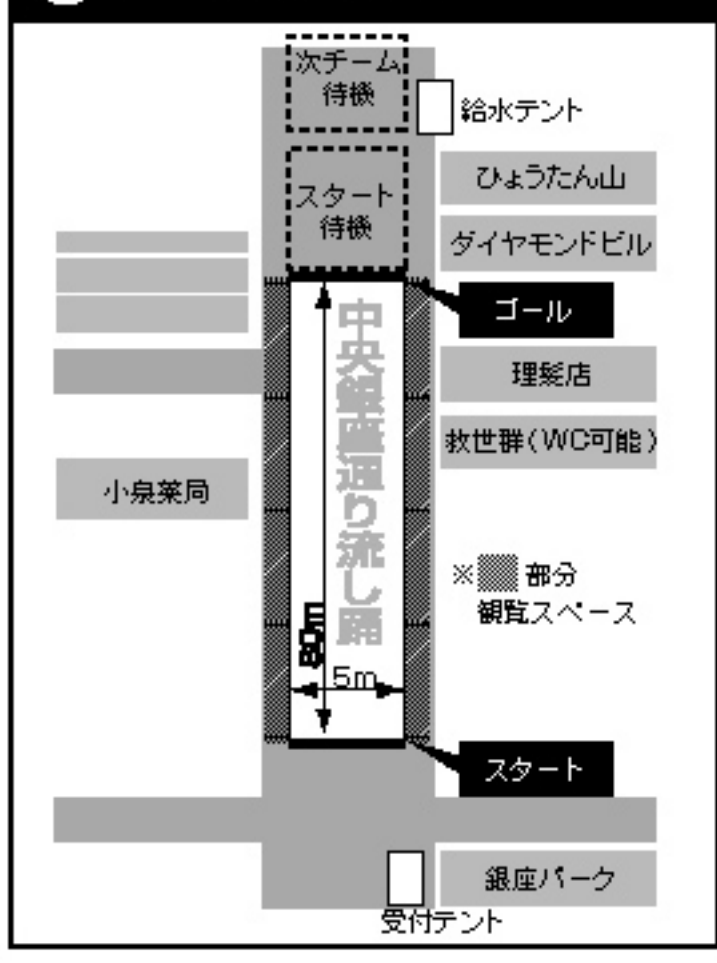 次チーム
待機
給水テント
スタート
待機
ひょうたん山
ダイヤモンドビル
ゴール
中央銀座通り流し踊
理髪店
救世群(WC可能)
小泉薬局
※ 部分
観覧スペース
80m
5m
スタート
銀座パーク
受付テント